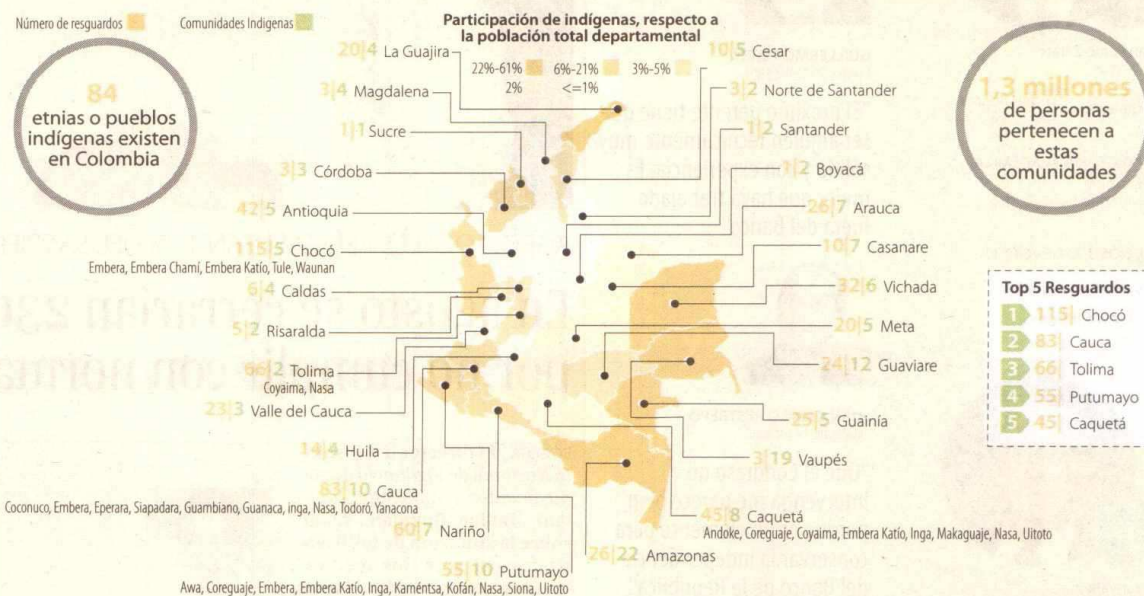 Número de resguardos
Comunidades Indigenas
Participación de indígenas, respecto a
la población total departamental
22%-61% 6%-21% 3%-5%
2% <=1%
84
etnias o pueblos
indígenas existen
en Colombia
1,3 millones
de personas
pertenecen a
estas
comunidades
20|4 La Guajira
3|4 Magdalena
1|1 Sucre
3|3 Córdoba
42|5 Antioquia
115|5 Chocó
Embera, Embera Chamí, Embera Katío, Tule, Waunan
6|4 Caldas
5|2 Risaralda
66|2 Tolima
Coyaima, Nasa
23|3 Valle del Cauca
14|4 Huila
83|10 Cauca
Coconuco, Embera, Eperara, Siapadara, Guambiano, Guanaca, inga, Nasa, Todoró, Yanacona
60|7 Nariño
55|10 Putumayo
Awa, Coreguaje, Embera, Embera Katío, Inga, Kaméntsa, Kofán, Nasa, Siona, Uitoto
10|5 Cesar
3|2 Norte de Santander
1|2 Santander
1|2 Boyacá
26|7 Arauca
10|7 Casanare
32|6 Vichada
20|5 Meta
24|12 Guaviare
25|5 Guainía
3|19 Vaupés
45|8 Caquetá
Andoke, Coreguaje, Coyaima, Embera Katío, Inga, Makaguaje, Nasa, Uitoto
26|22 Amazonas
Top 5 Resguardos
1 115| Chocó
2 83| Cauca
3 66| Tolima
4 55| Putumayo
5 45| Caquetá